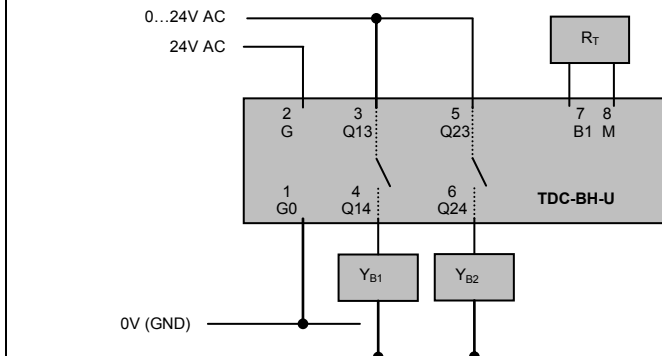 0…24V AC
24V AC
R_T
2 3 5 7 8
G Q13 Q23 B1 M
1 4 6
G0 Q14 Q24
TDC-BH-U
Y_B1 Y_B2
0V (GND)